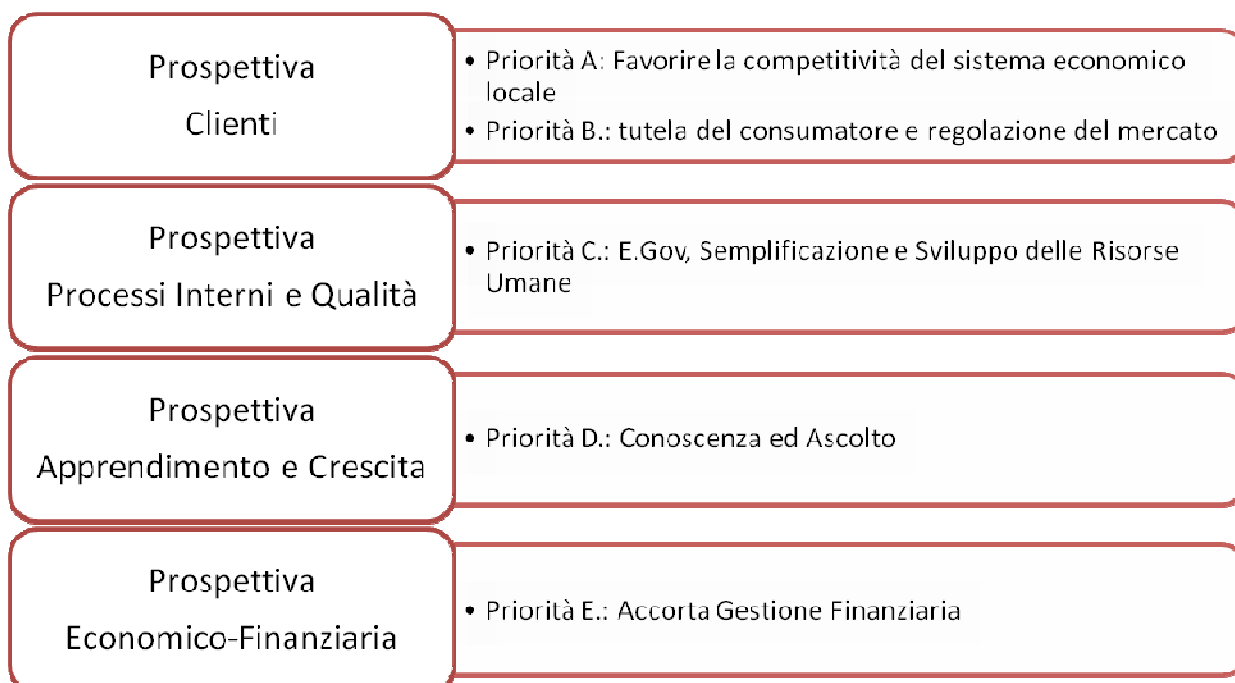 Prospettiva
Clienti
• Priorità A: Favorire la competitività del sistema economico
locale
• Priorità B.: tutela del consumatore e regolazione del mercato
Prospettiva
Processi Interni e Qualità
• Priorità C.: E.Gov, Semplificazione e Sviluppo delle Risorse
Umane
Prospettiva
Apprendimento e Crescita
• Priorità D.: Conoscenza ed Ascolto
Prospettiva
Economico-Finanziaria
• Priorità E.: Accorta Gestione Finanziaria